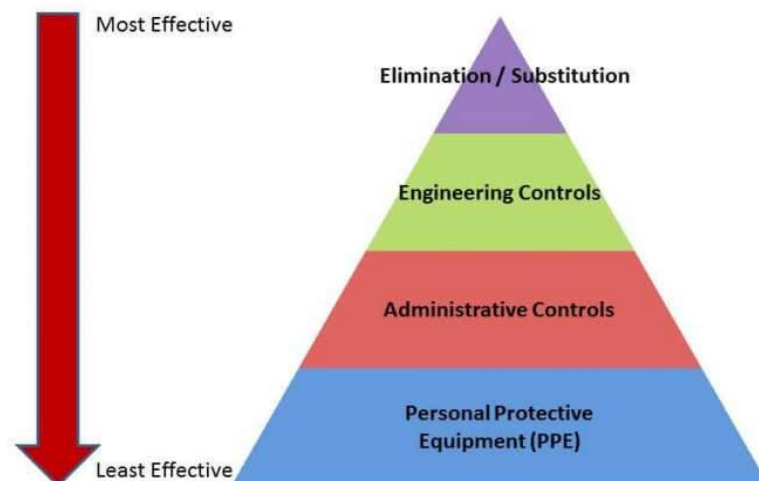 Most Effective
Elimination / Substitution
Engineering Controls
Administrative Controls
Personal Protective
Equipment (PPE)
Least Effective